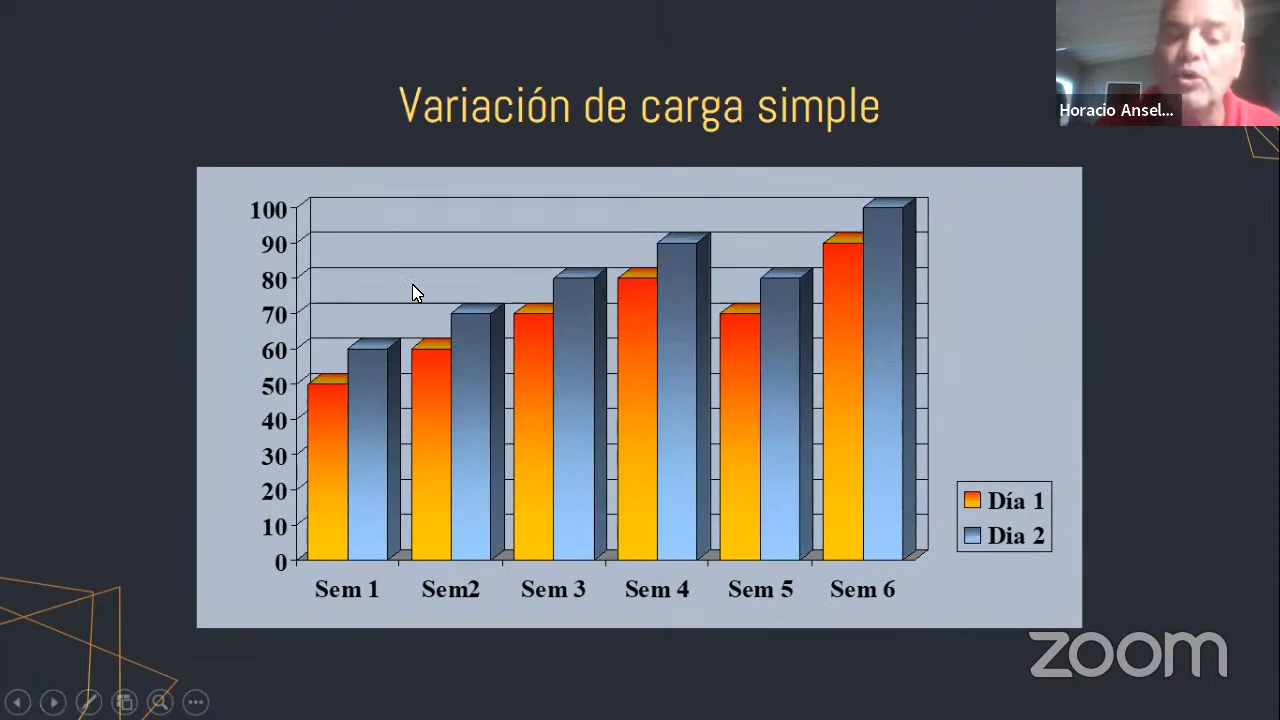 Variación de carga simple
Horacio Ansel...
100
90
80
70
60
50
40
30
20
10
0
Sem 1 Sem2 Sem 3 Sem 4 Sem 5 Sem 6
Día 1
Dia 2
zoom